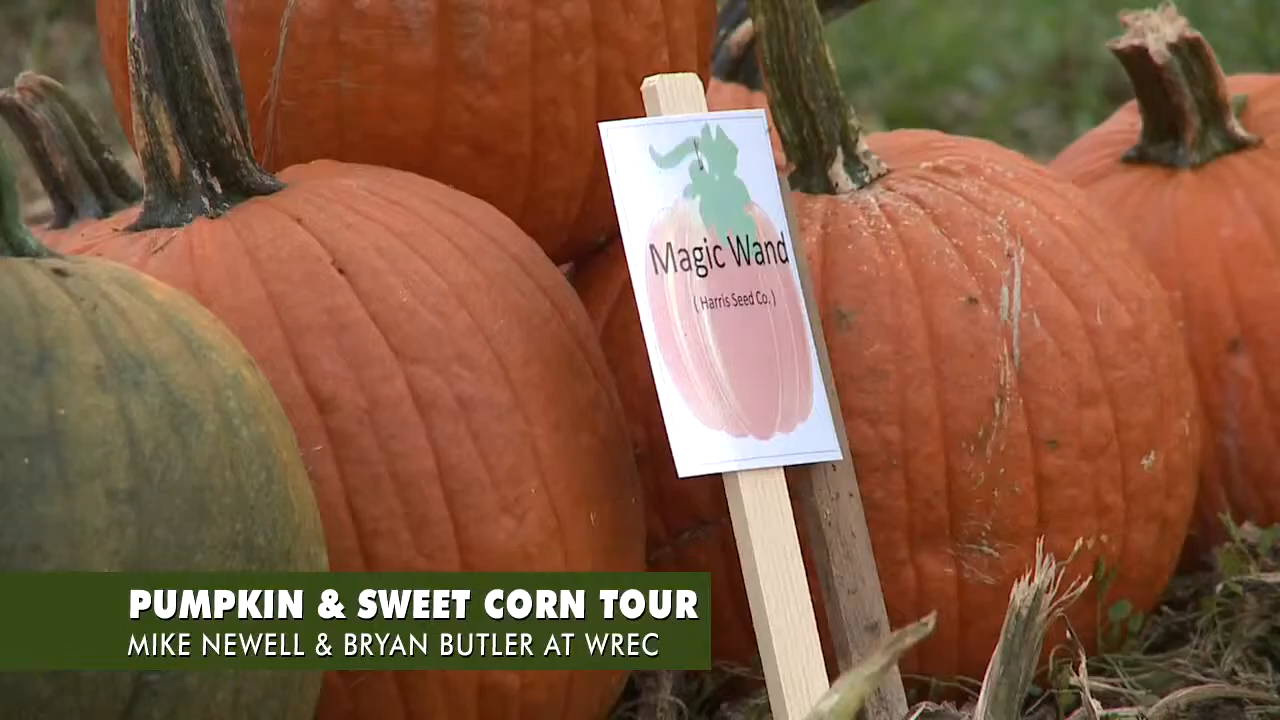 Magic Wand
( Harris Seed Co. )
PUMPKIN & SWEET CORN TOUR
MIKE NEWELL & BRYAN BUTLER AT WREC